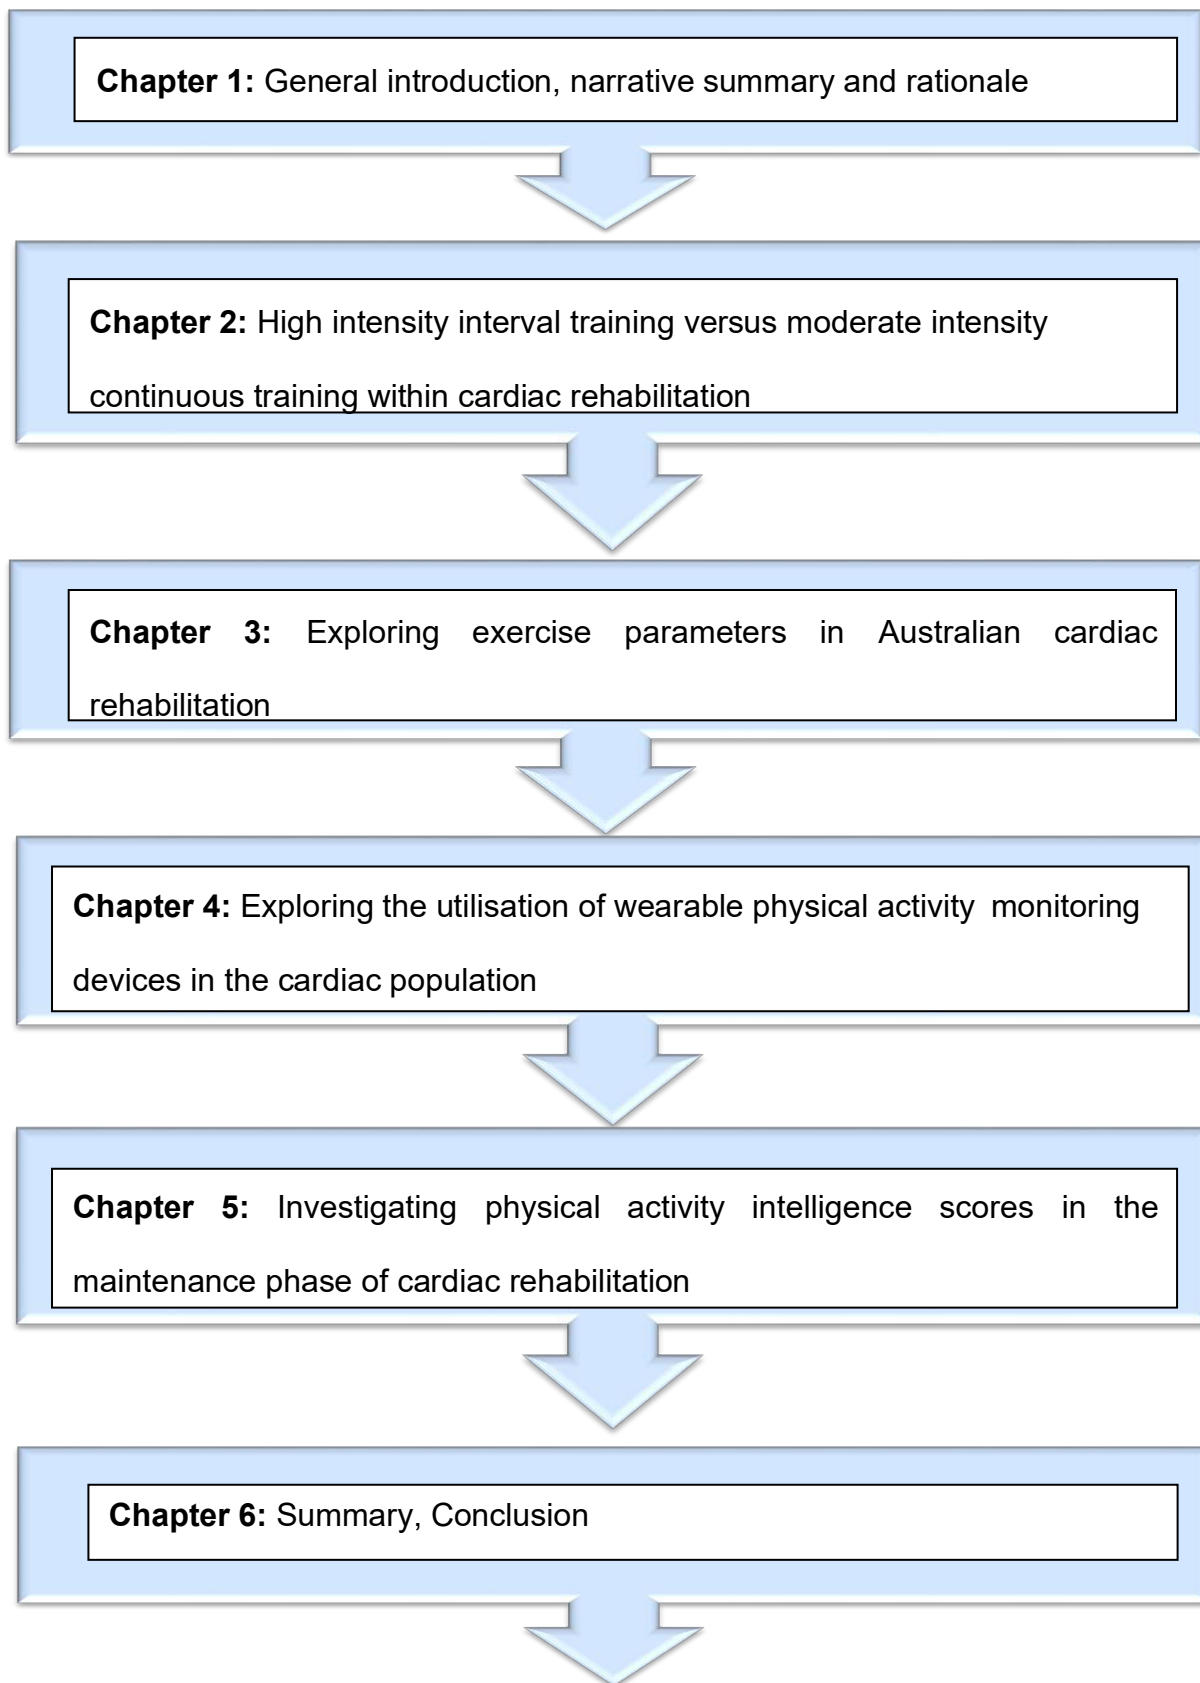 Chapter 1: General introduction, narrative summary and rationale
Chapter 2: High intensity interval training versus moderate intensity
continuous training within cardiac rehabilitation
Chapter 3: Exploring exercise parameters in Australian cardiac
rehabilitation
Chapter 4: Exploring the utilisation of wearable physical activity monitoring
devices in the cardiac population
Chapter 5: Investigating physical activity intelligence scores in the
maintenance phase of cardiac rehabilitation
Chapter 6: Summary, Conclusion